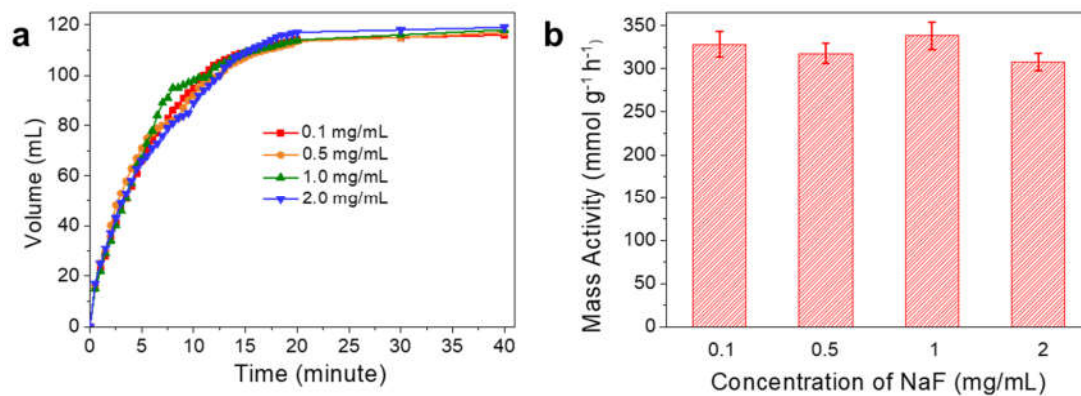 a
120
100
80
60
40
20
0
Volume (mL)
0.1 mg/mL
0.5 mg/mL
1.0 mg/mL
2.0 mg/mL
0 5 10 15 20 25 30 35 40
Time (minute)
b
350
300
250
200
150
100
50
0
Mass Activity (mmol g⁻¹ h⁻¹)
0.1 0.5 1 2
Concentration of NaF (mg/mL)